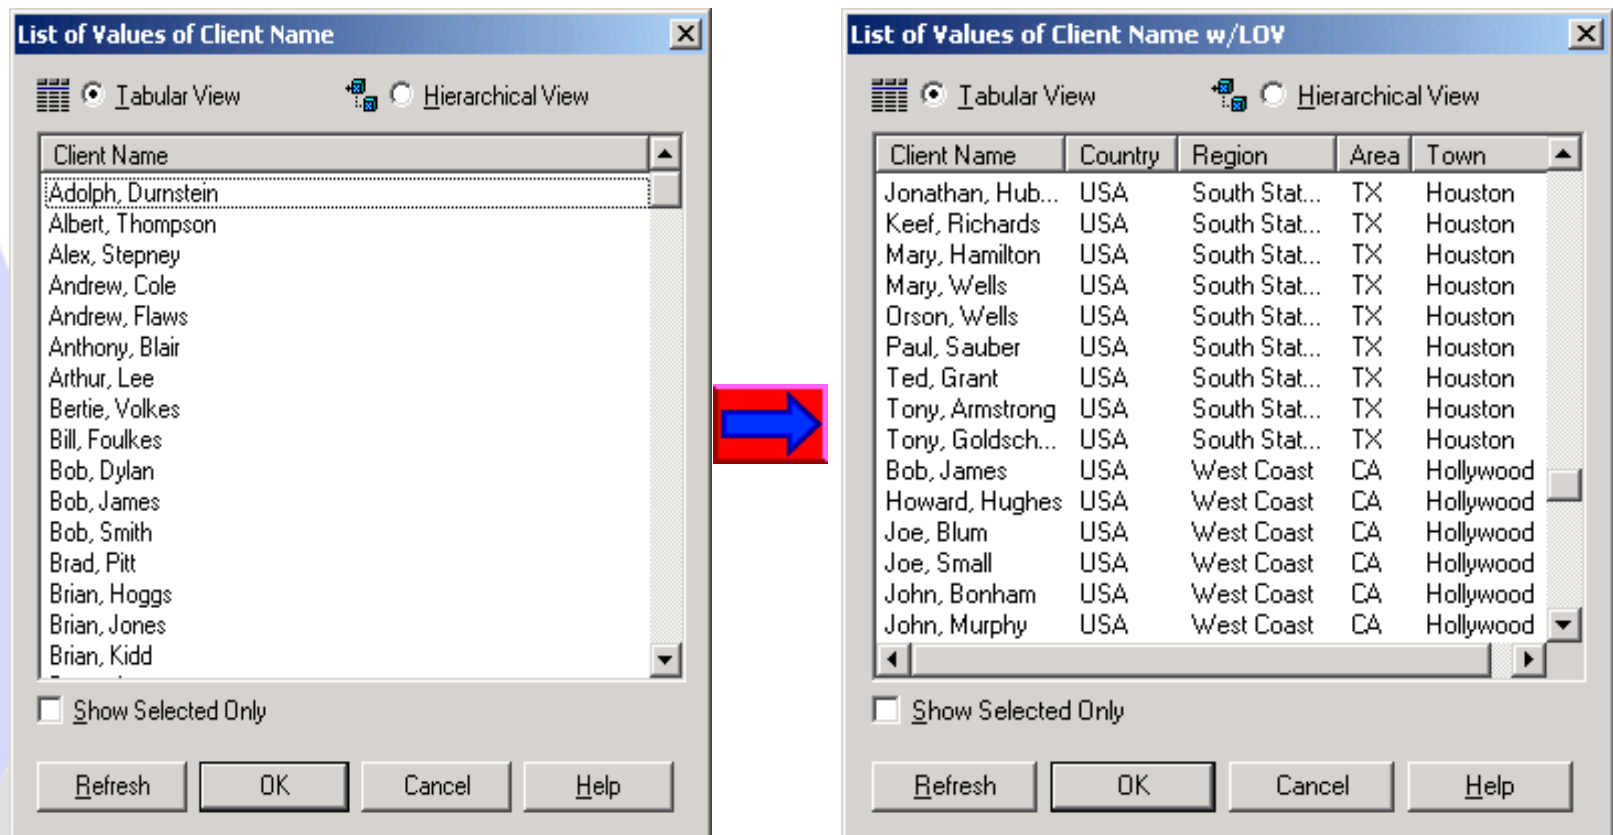 List of Values of Client Name
Tabular View Hierarchical View
Client Name
Adolph, Durnstein
Albert, Thompson
Alex, Stepney
Andrew, Cole
Andrew, Flaws
Anthony, Blair
Arthur, Lee
Bertie, Volkes
Bill, Foulkes
Bob, Dylan
Bob, James
Bob, Smith
Brad, Pitt
Brian, Hoggs
Brian, Jones
Brian, Kidd
Show Selected Only
Refresh OK Cancel Help
List of Values of Client Name w/LOV
Tabular View Hierarchical View
Client Name Country Region Area Town
Jonathan, Hub... USA South Stat... TX Houston
Keef, Richards USA South Stat... TX Houston
Mary, Hamilton USA South Stat... TX Houston
Mary, Wells USA South Stat... TX Houston
Orson, Wells USA South Stat... TX Houston
Paul, Sauber USA South Stat... TX Houston
Ted, Grant USA South Stat... TX Houston
Tony, Armstrong USA South Stat... TX Houston
Tony, Goldsch... USA South Stat... TX Houston
Bob, James USA West Coast CA Hollywood
Howard, Hughes USA West Coast CA Hollywood
Joe, Blum USA West Coast CA Hollywood
Joe, Small USA West Coast CA Hollywood
John, Bonham USA West Coast CA Hollywood
John, Murphy USA West Coast CA Hollywood
Show Selected Only
Refresh OK Cancel Help